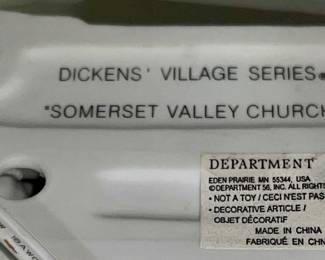 DICKENS' VILLAGE SERIES
"SOMERSET VALLEY CHURCH
DEPARTMENT
EDEN PRAIRIE MN 55344, USA
©DEPARTMENT 56, INC. ALL RIGHTS
• NOT A TOY / CECI N'EST PAS
• DECORATIVE ARTICLE /
OBJET DÉCORATIF
MADE IN CHINA
FABRIQUÉ EN CHIN